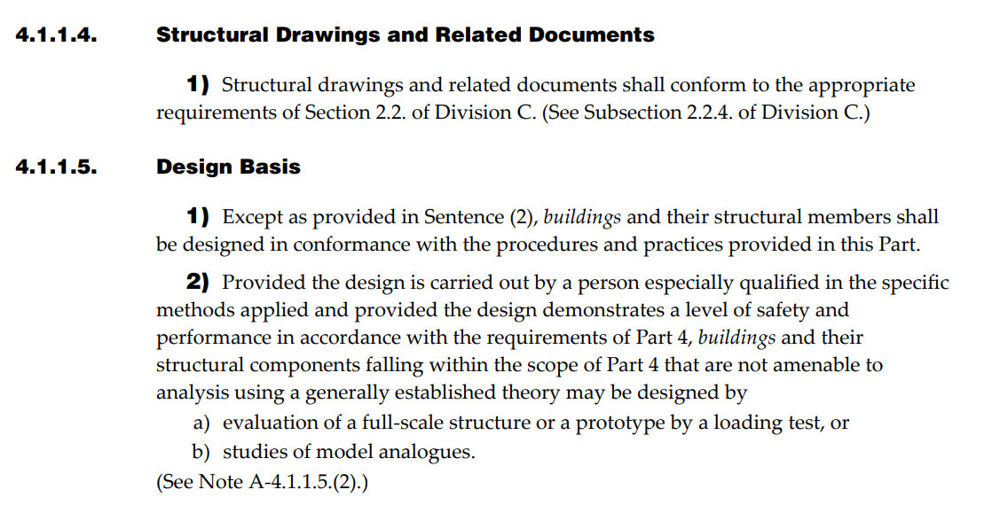 4.1.1.4. Structural Drawings and Related Documents
1) Structural drawings and related documents shall conform to the appropriate
requirements of Section 2.2. of Division C. (See Subsection 2.2.4. of Division C.)
4.1.1.5. Design Basis
1) Except as provided in Sentence (2), buildings and their structural members shall
be designed in conformance with the procedures and practices provided in this Part.
2) Provided the design is carried out by a person especially qualified in the specific
methods applied and provided the design demonstrates a level of safety and
performance in accordance with the requirements of Part 4, buildings and their
structural components falling within the scope of Part 4 that are not amenable to
analysis using a generally established theory may be designed by
a) evaluation of a full-scale structure or a prototype by a loading test, or
b) studies of model analogues.
(See Note A-4.1.1.5.(2).)